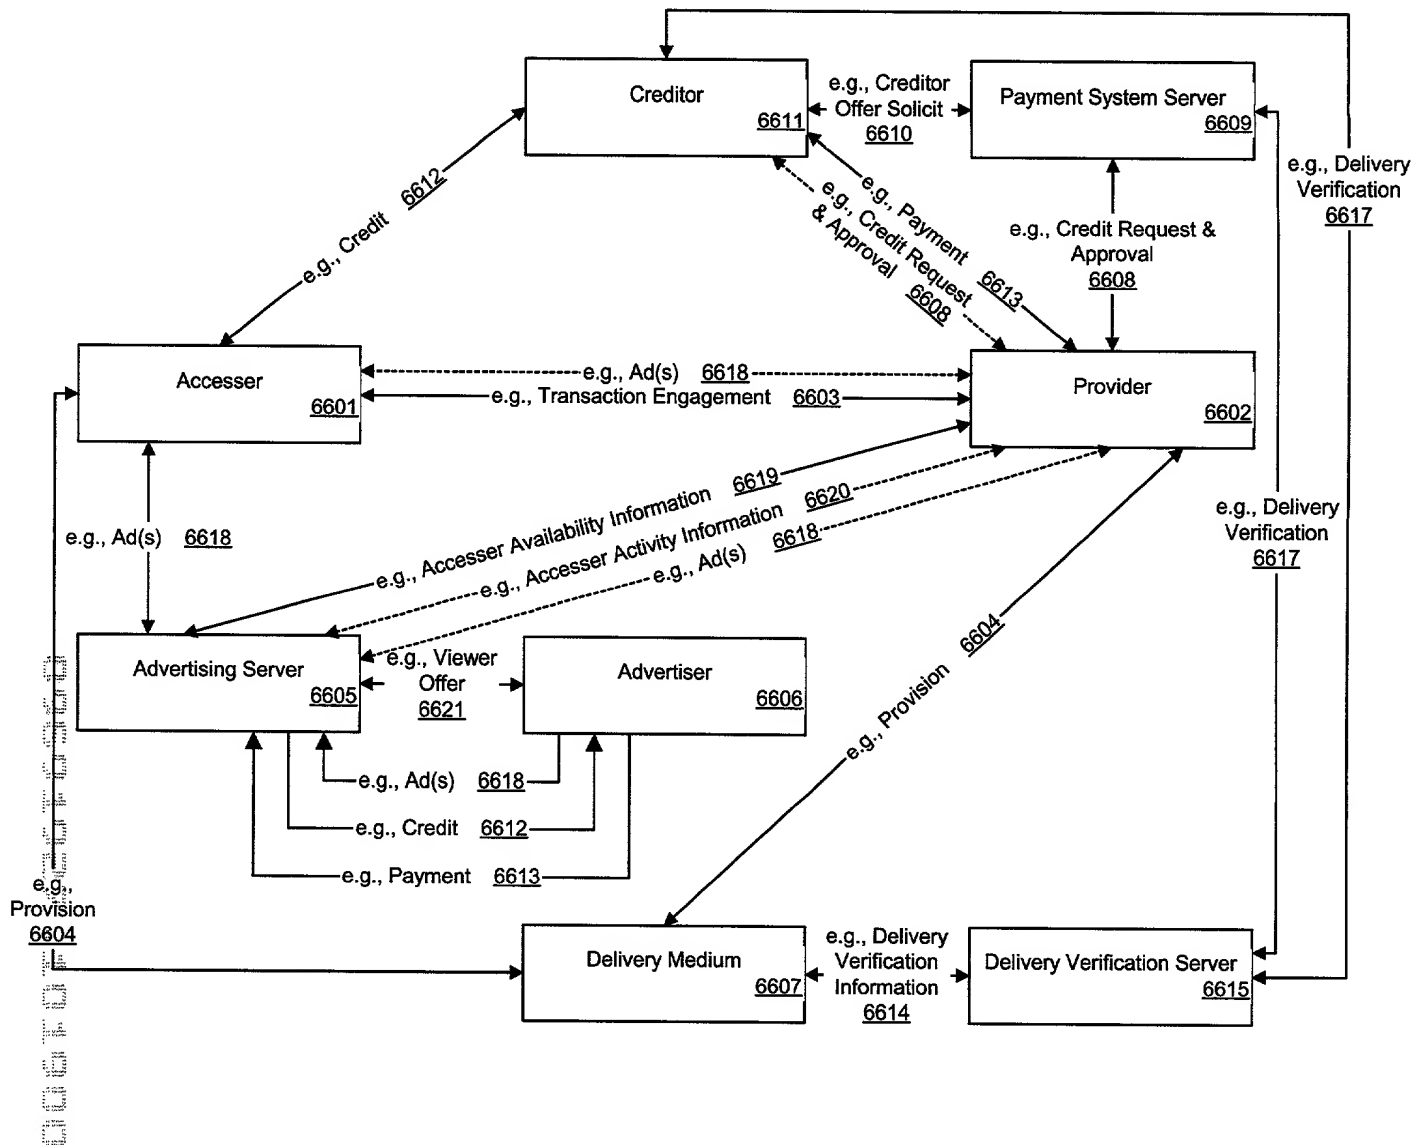 Creditor
6611
e.g., Creditor
Offer Solicit
6610
Payment System Server
6609
e.g., Delivery
Verification
6617
e.g., Credit 6612
e.g., Payment 6613
e.g., Credit Request
& Approval 6608
e.g., Credit Request &
Approval
6608
Accesser
6601
e.g., Ad(s) 6618
e.g., Transaction Engagement 6603
Provider
6602
e.g., Ad(s) 6618
e.g., Accesser Availability Information 6619
e.g., Accesser Activity Information 6620
e.g., Ad(s) 6618
e.g., Delivery
Verification
6617
Advertising Server
6605
e.g., Viewer
Offer
6621
Advertiser
6606
e.g., Provision 6604
e.g., Ad(s) 6618
e.g., Credit 6612
e.g., Payment 6613
e.g.,
Provision
6604
Delivery Medium
6607
e.g., Delivery
Verification
Information
6614
Delivery Verification Server
6615